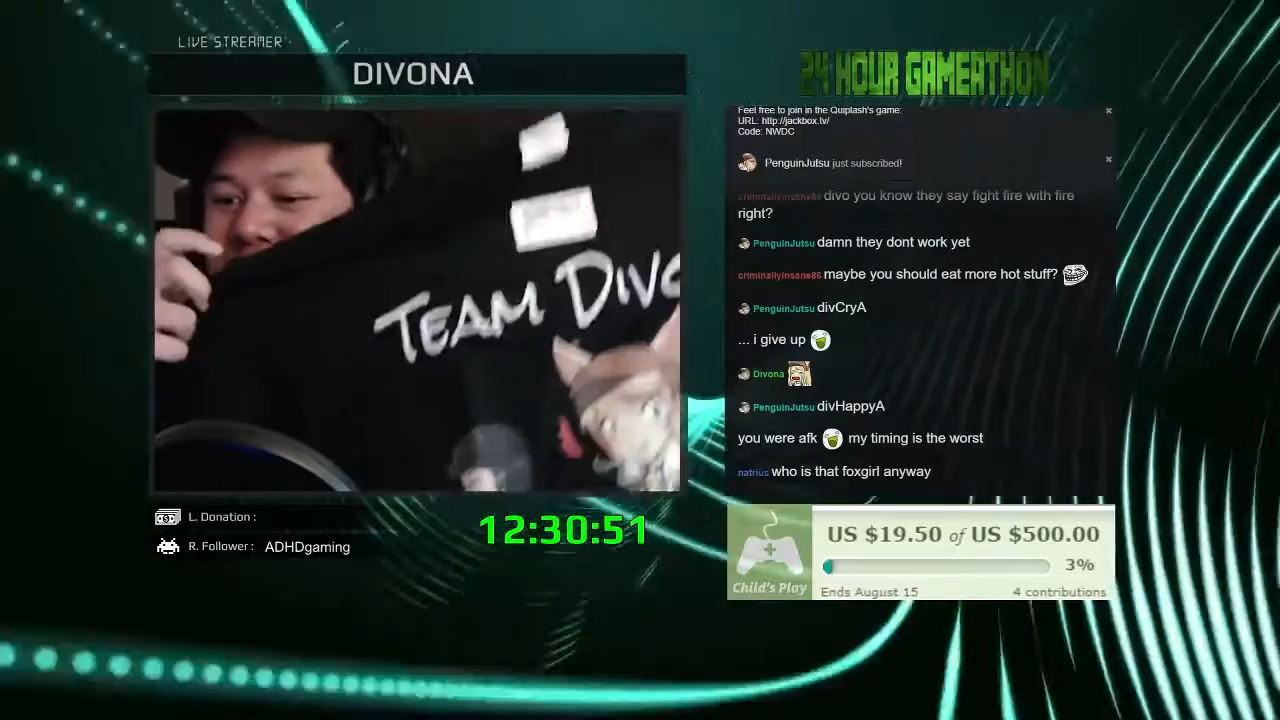 LIVE STREAMER
DIVONA
24 HOUR GAMERTHON
Feel free to join in the Quiplash's game:
URL: http://jackbox.tv/
Code: NWDC
PenguinJutsu just subscribed!
criminallyinsane86 divo you know they say fight fire with fire
right?
PenguinJutsu damn they dont work yet
criminallyinsane86 maybe you should eat more hot stuff?
PenguinJutsu divCryA
... i give up
Divona
PenguinJutsu divHappyA
you were afk my timing is the worst
natrius who is that foxgirl anyway
TEAM DIVO
L. Donation :
R. Follower : ADHDgaming
12:30:51
Child's Play
US $19.50 of US $500.00
3%
Ends August 15
4 contributions